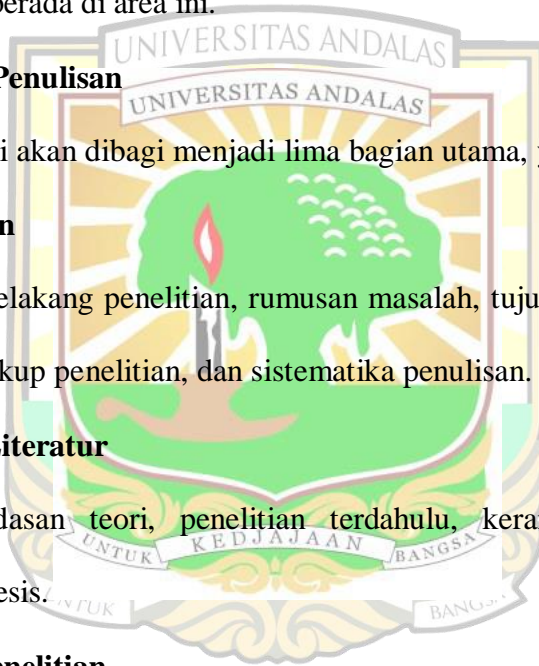 berada di area ini.
UNIVERSITAS ANDALAS
Penulisan
UNIVERSITAS ANDALAS
i akan dibagi menjadi lima bagian utama,
elakang penelitian, rumusan masalah, tuju
kup penelitian, dan sistematika penulisan.
Literatur
dasan teori, penelitian terdahulu, kera
UNTUK KEDJAJAAN BANGSA
esis.
UNTUK BANGSA
enelitian